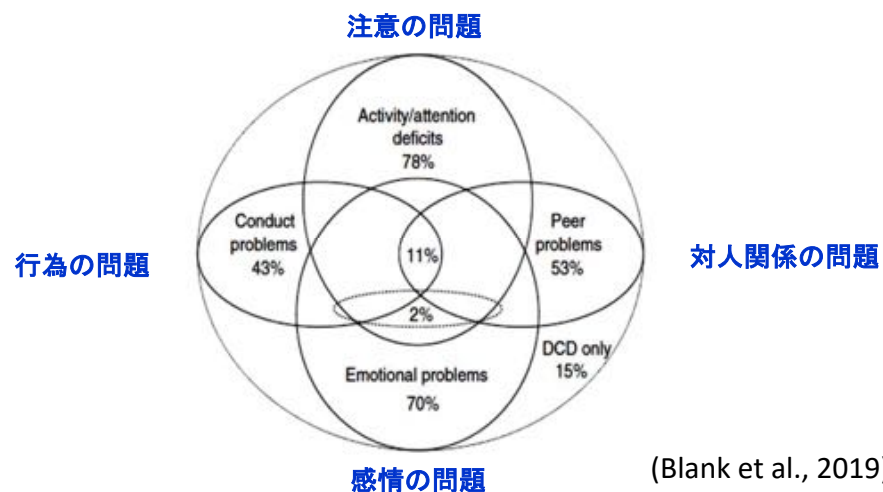 注意の問題
Activity/attention
deficits
78%
Conduct
problems
43%
11%
Peer
problems
53%
行為の問題
対人関係の問題
2%
DCD only
15%
Emotional problems
70%
感情の問題
(Blank et al., 2019)